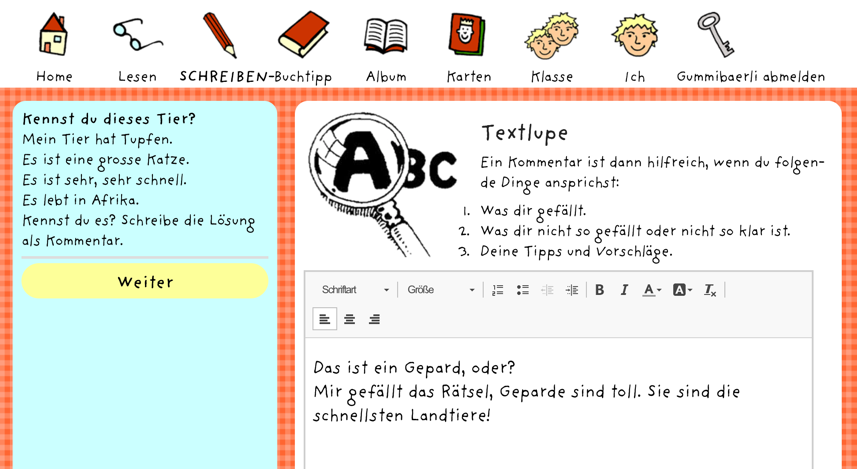 Home Lesen SCHREIBEN-Buchtipp Album Karten Klasse Ich Gummibaerli abmelden
Kennst du dieses Tier?
Mein Tier hat Tupfen.
Es ist eine grosse Katze.
Es ist sehr, sehr schnell.
Es lebt in Afrika.
Kennst du es? Schreibe die Lösung
als Kommentar.
Weiter
ABC
Textlupe
Ein Kommentar ist dann hilfreich, wenn du folgen-
de Dinge ansprichst:
1. Was dir gefällt.
2. Was dir nicht so gefällt oder nicht so klar ist.
3. Deine Tipps und Vorschläge.
Schriftart Größe B I A A Tx
Das ist ein Gepard, oder?
Mir gefällt das Rätsel, Geparde sind toll. Sie sind die
schnellsten Landtiere!